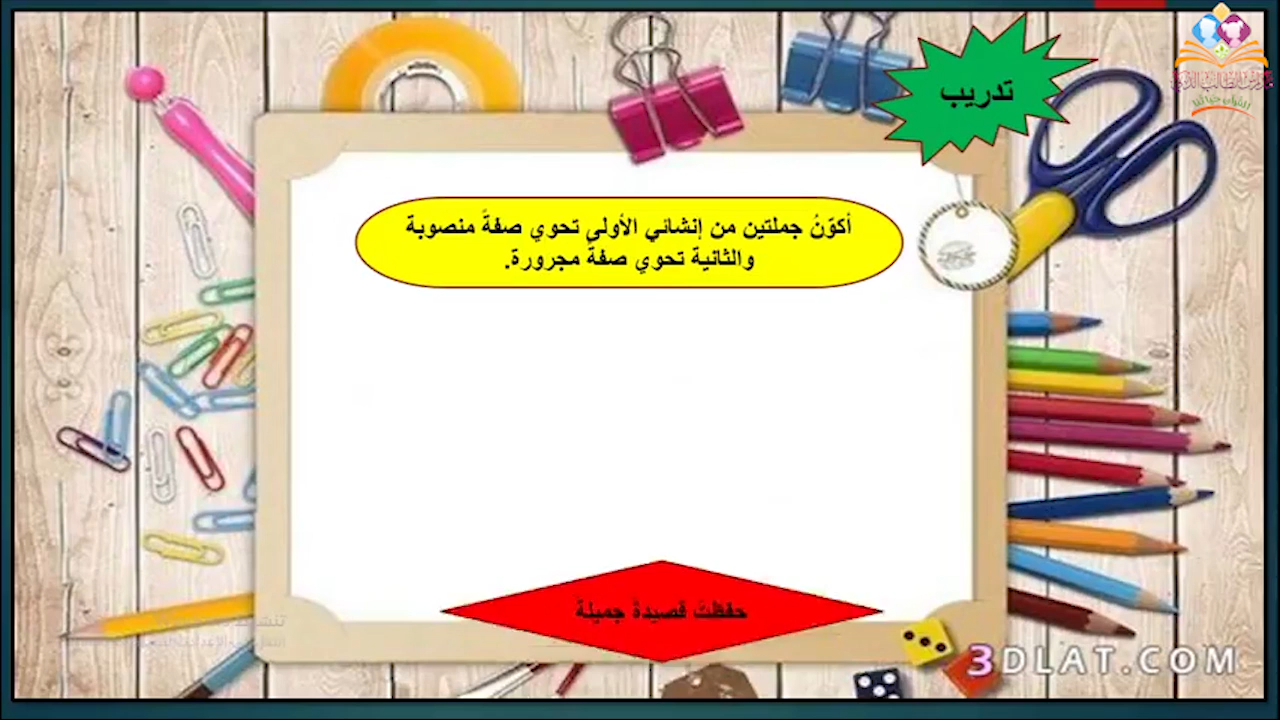 تدريب
أكوّنُ جملتين من إنشائي الأولى تحوي صفةً منصوبة
والثانية تحوي صفةً مجرورة.
حفظتُ قصيدةً جميلة
3DLAT.COM